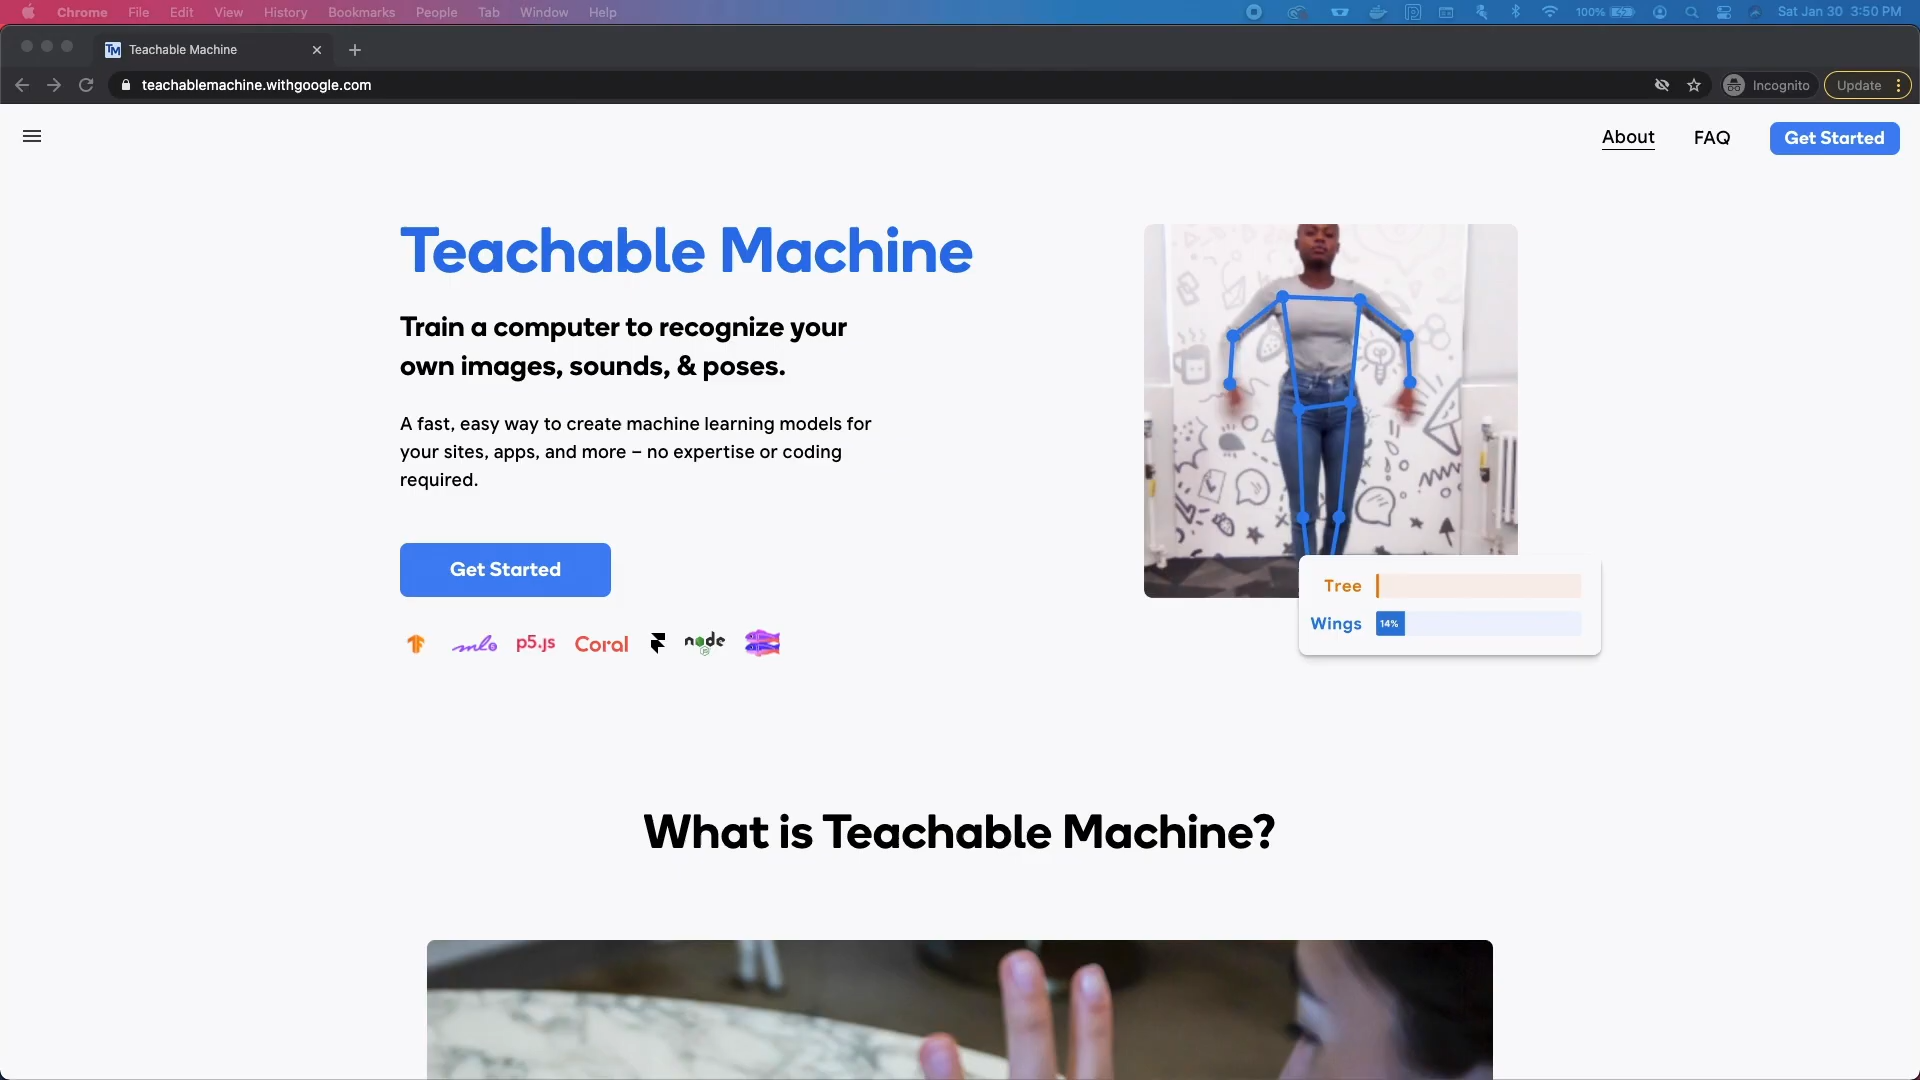 Chrome File Edit View History Bookmarks People Tab Window Help 100% Sat Jan 30 3:50 PM
TM Teachable Machine
teachablemachine.withgoogle.com Incognito Update
About FAQ Get Started
Teachable Machine
Train a computer to recognize your
own images, sounds, & poses.
A fast, easy way to create machine learning models for
your sites, apps, and more – no expertise or coding
required.
Get Started
ml5 p5.js Coral node
Tree
Wings 14%
What is Teachable Machine?